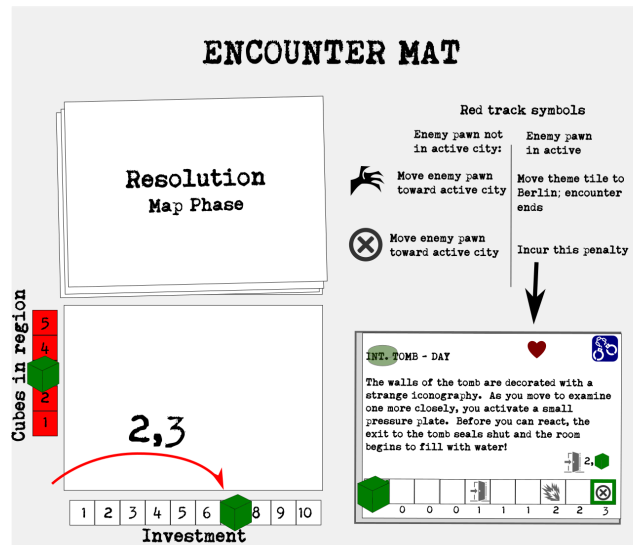 ENCOUNTER MAT
Resolution
Map Phase
Red track symbols
Enemy pawn not
in active city:
Enemy pawn
in active
Move enemy pawn
toward active city
Move theme tile to
Berlin; encounter
ends
Move enemy pawn
toward active city
Incur this penalty
Cubes in region
5
4
2
1
2,3
1 2 3 4 5 6 8 9 10
Investment
INT. TOMB - DAY
The walls of the tomb are decorated with a
strange iconography. As you move to examine
one more closely, you activate a small
pressure plate. Before you can react, the
exit to the tomb seals shut and the room
begins to fill with water!
2,
0 0 0 1 1 1 2 2 3